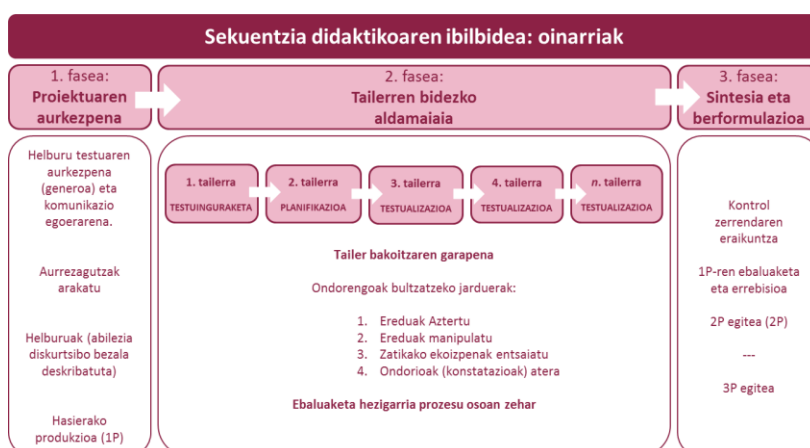 Sekuentzia didaktikoaren ibilbidea: oinarriak
1. fasea:
Proiektuaren
aurkezpena
2. fasea:
Tailerren bidezko
aldamaiaia
3. fasea:
Sintesia eta
berformulazioa
Helburu testuaren
aurkezpena
(generoa) eta
komunikazio
egoerarena.
Aurrezagutzak
arakatu
Helburuak (abilezia
diskurtsibo bezala
deskribatuta)
Hasierako
produkzioa (1P)
1. tailerra
TESTUINGURAKETA
2. tailerra
PLANIFIKAZIOA
3. tailerra
TESTUALIZAZIOA
4. tailerra
TESTUALIZAZIOA
n. tailerra
TESTUALIZAZIOA
Tailer bakoitzaren garapena
Ondorengoak bultzatzeko jarduerak:
1. Ereduak Aztertu
2. Ereduak manipulatu
3. Zatikako ekoizpenak entsaiatu
4. Ondorioak (konstatazioak) atera
Ebaluaketa hezigarria prozesu osoan zehar
Kontrol
zerrendaren
eraikuntza
1P-ren ebaluaketa
eta errebisioa
2P egitea (2P)
---
3P egitea